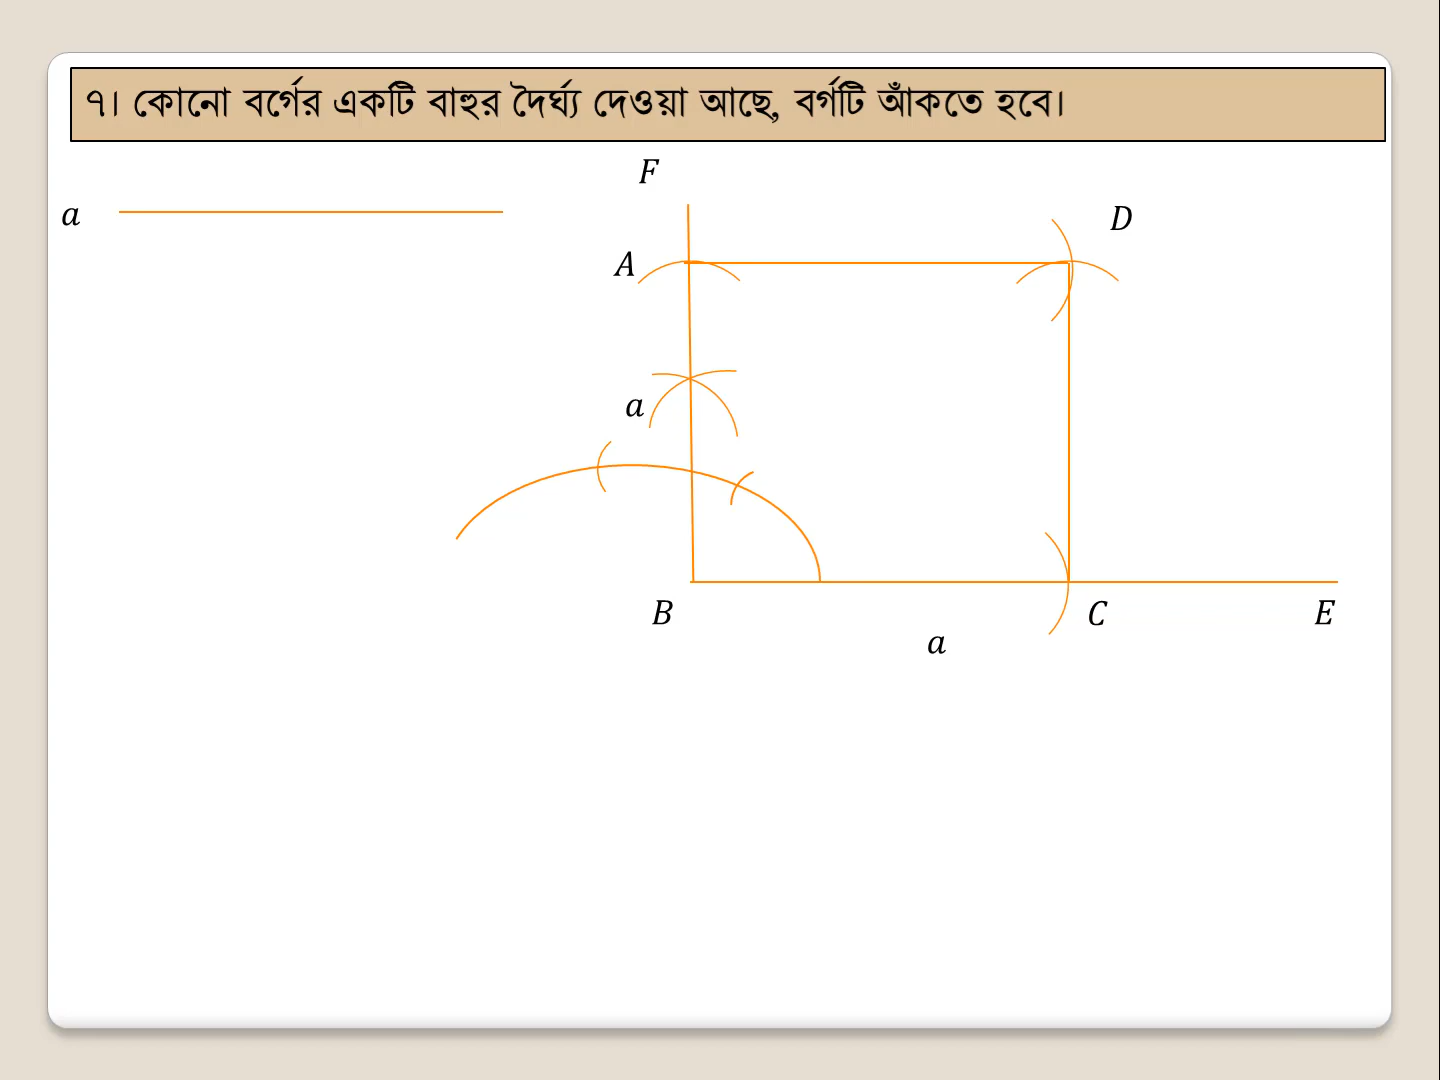 ৭। কোনো বর্গের একটি বাহুর দৈর্ঘ্য দেওয়া আছে, বর্গটি আঁকতে হবে।
F
a
D
A
a
B
C
E
a